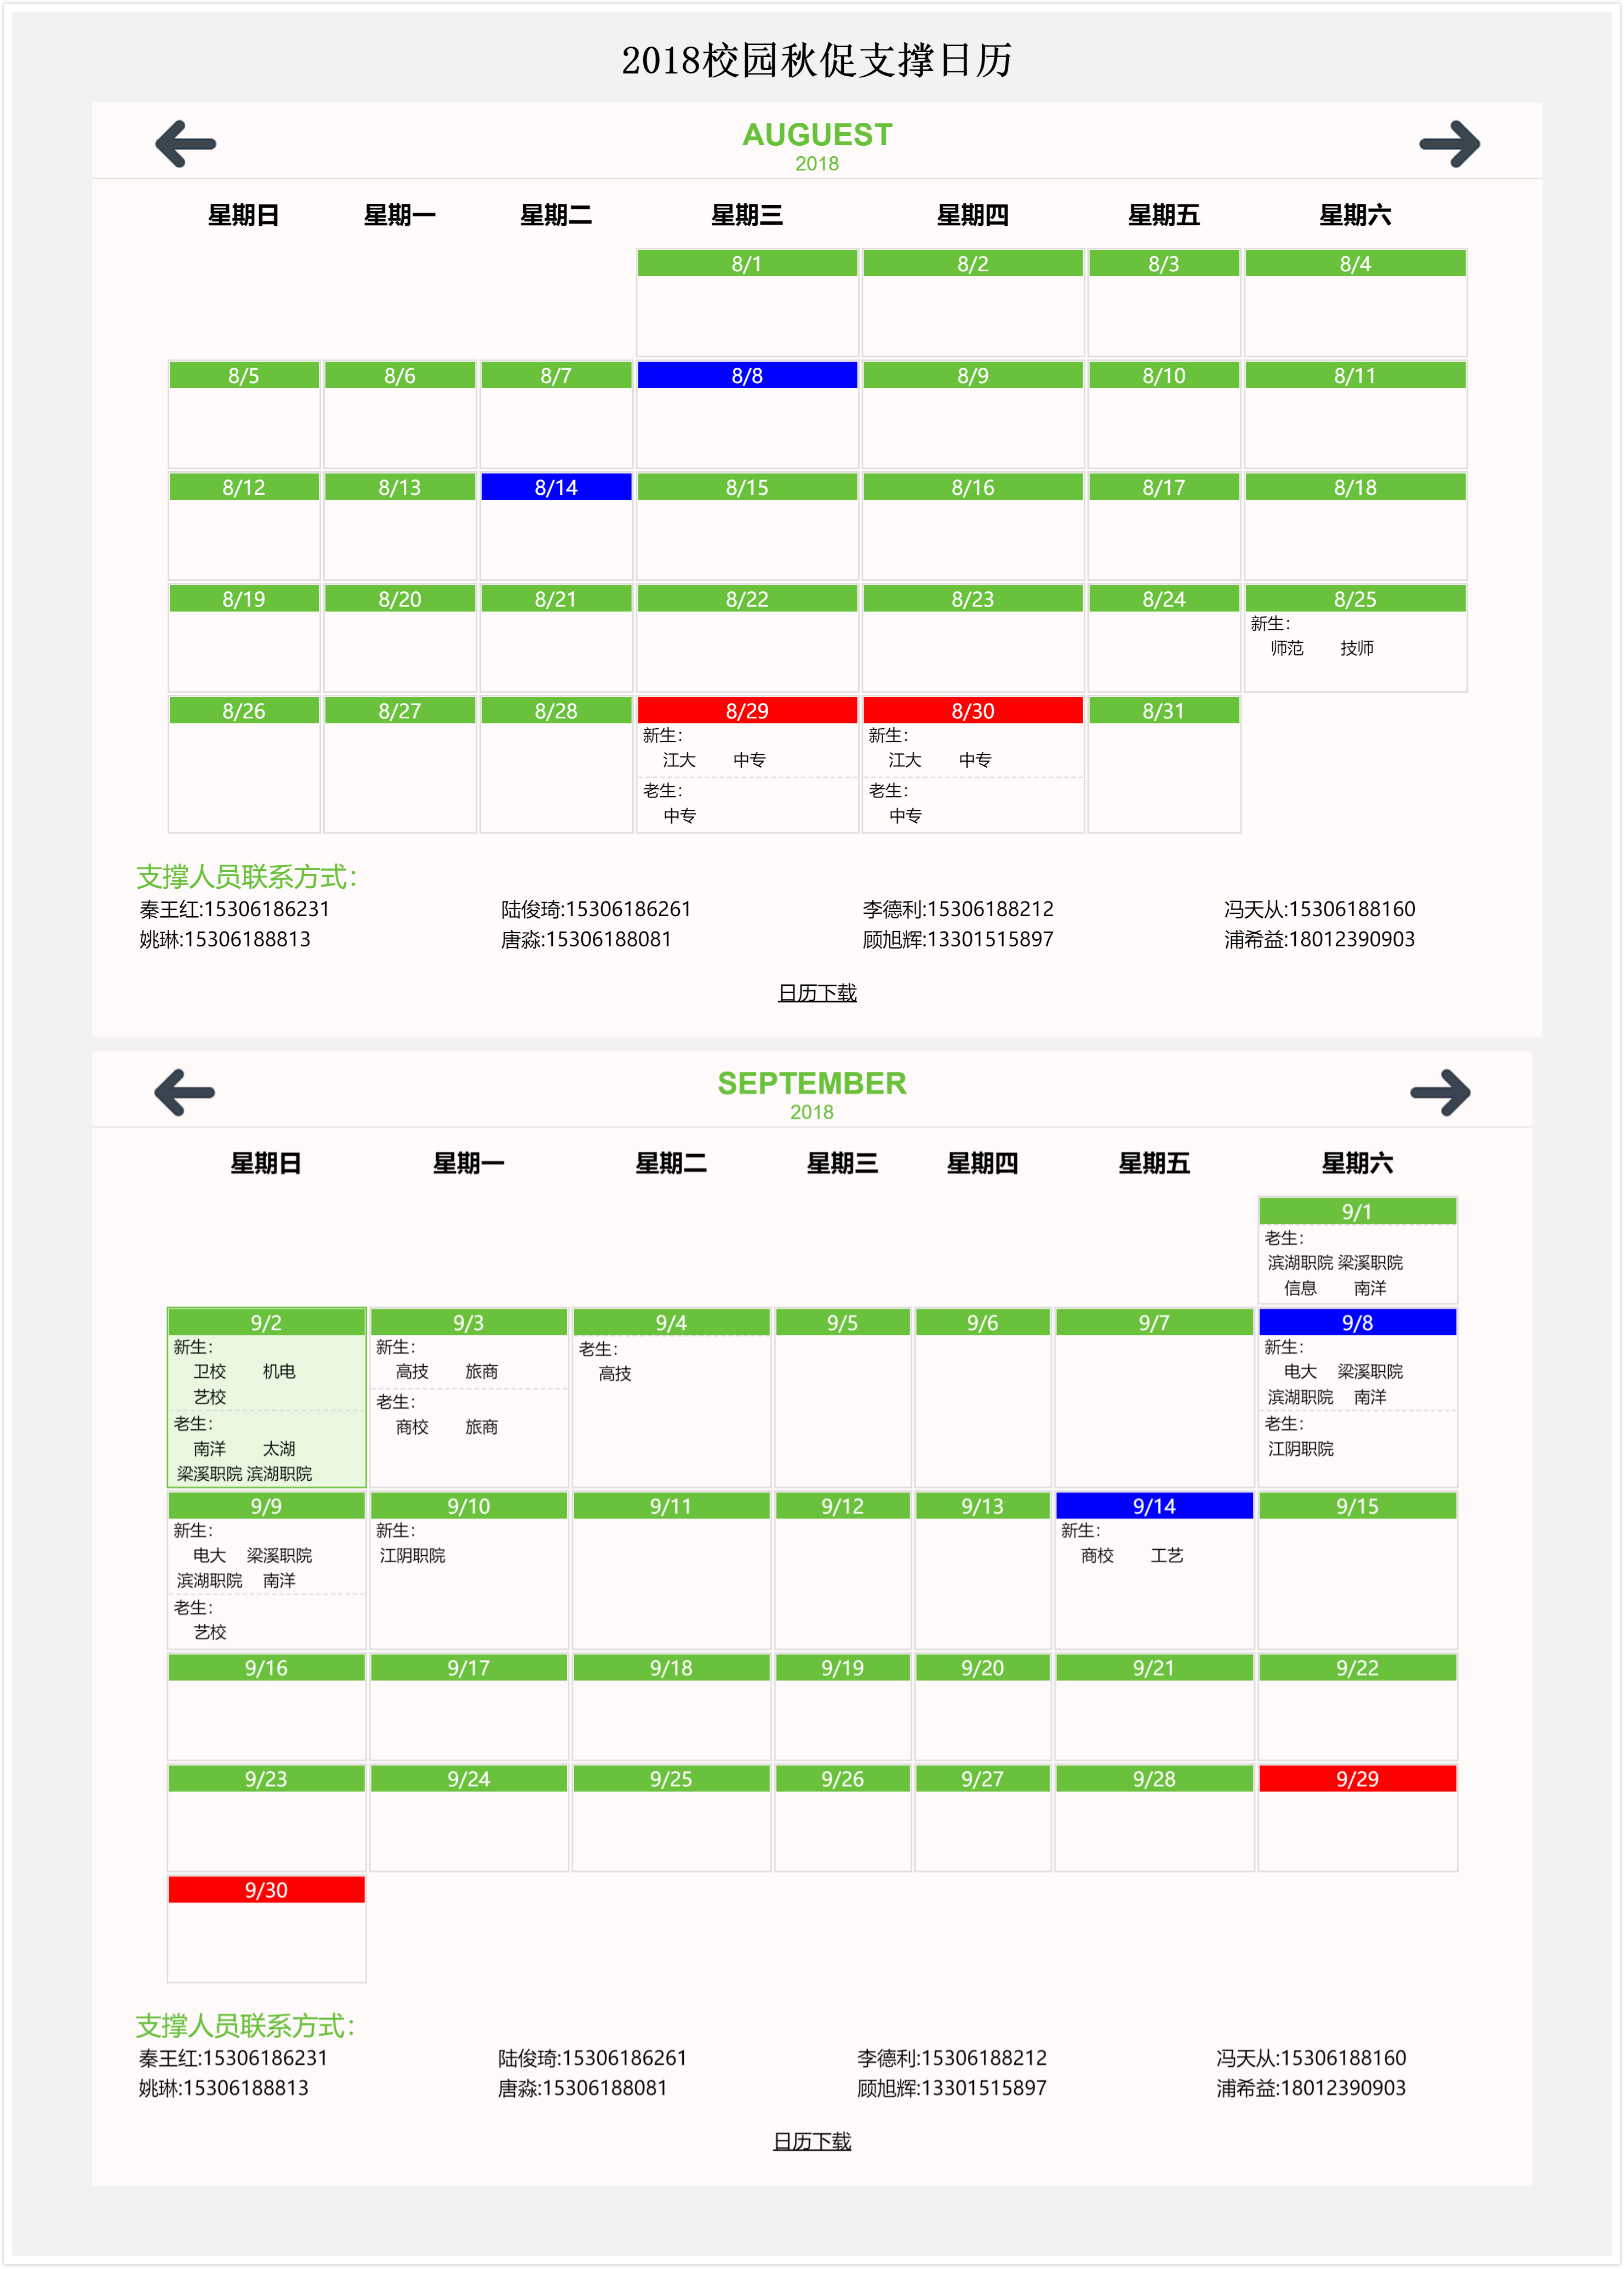 2018校园秋促支撑日历
AUGUEST
2018
星期日 星期一 星期二 星期三 星期四 星期五 星期六
8/1 8/2 8/3 8/4
8/5 8/6 8/7 8/8 8/9 8/10 8/11
8/12 8/13 8/14 8/15 8/16 8/17 8/18
8/19 8/20 8/21 8/22 8/23 8/24 8/25
新生：
师范 技师
8/26 8/27 8/28 8/29 8/30 8/31
新生： 新生：
江大 中专 江大 中专
老生： 老生：
中专 中专
支撑人员联系方式：
秦王红:15306186231 陆俊琦:15306186261 李德利:15306188212 冯天从:15306188160
姚琳:15306188813 唐淼:15306188081 顾旭辉:13301515897 浦希益:18012390903
日历下载
SEPTEMBER
2018
星期日 星期一 星期二 星期三 星期四 星期五 星期六
9/1
老生：
滨湖职院 梁溪职院
信息 南洋
9/2 9/3 9/4 9/5 9/6 9/7 9/8
新生： 新生： 老生： 新生：
卫校 机电 高技 旅商 高技 电大 梁溪职院
艺校 老生： 滨湖职院 南洋
老生： 商校 旅商 老生：
南洋 太湖 江阴职院
梁溪职院 滨湖职院
9/9 9/10 9/11 9/12 9/13 9/14 9/15
新生： 新生： 新生：
电大 梁溪职院 江阴职院 商校 工艺
滨湖职院 南洋
老生：
艺校
9/16 9/17 9/18 9/19 9/20 9/21 9/22
9/23 9/24 9/25 9/26 9/27 9/28 9/29
9/30
支撑人员联系方式：
秦王红:15306186231 陆俊琦:15306186261 李德利:15306188212 冯天从:15306188160
姚琳:15306188813 唐淼:15306188081 顾旭辉:13301515897 浦希益:18012390903
日历下载